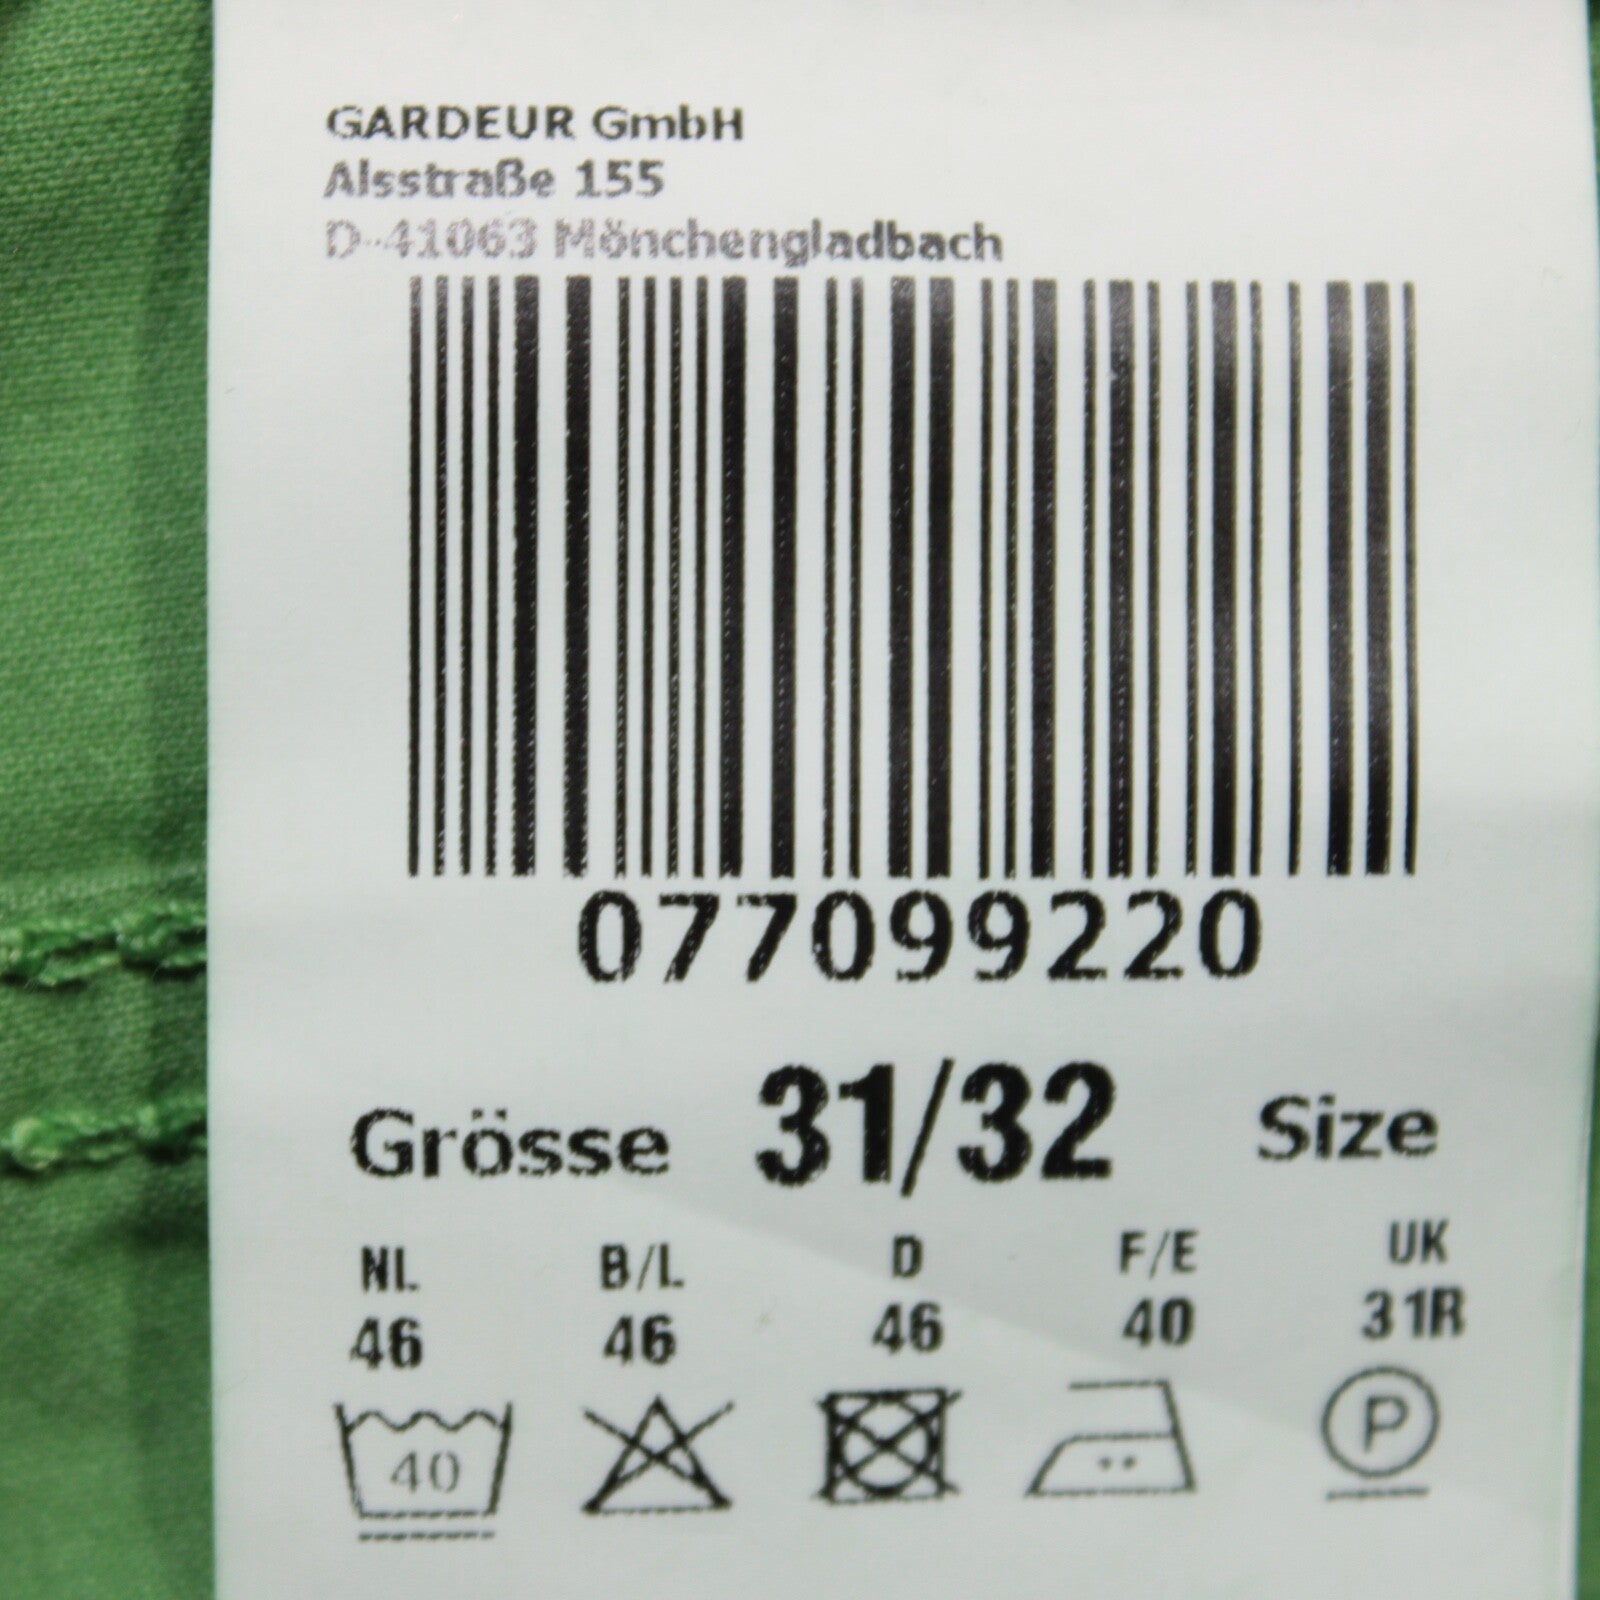 GARDEUR GmbH
Alsstraße 155
D-41063 Mönchengladbach
077099220
Grösse 31/32 Size
NL B/L D F/E UK
46 46 46 40 31R
40 P